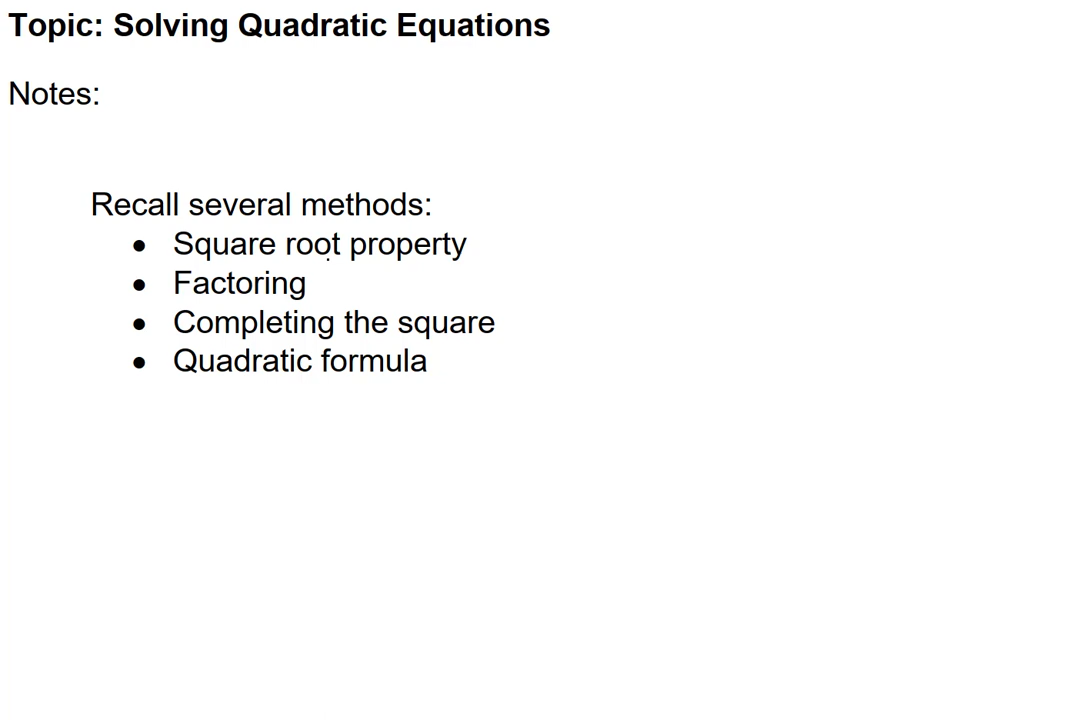 Topic: Solving Quadratic Equations
Notes:
Recall several methods:
● Square root property
● Factoring
● Completing the square
● Quadratic formula